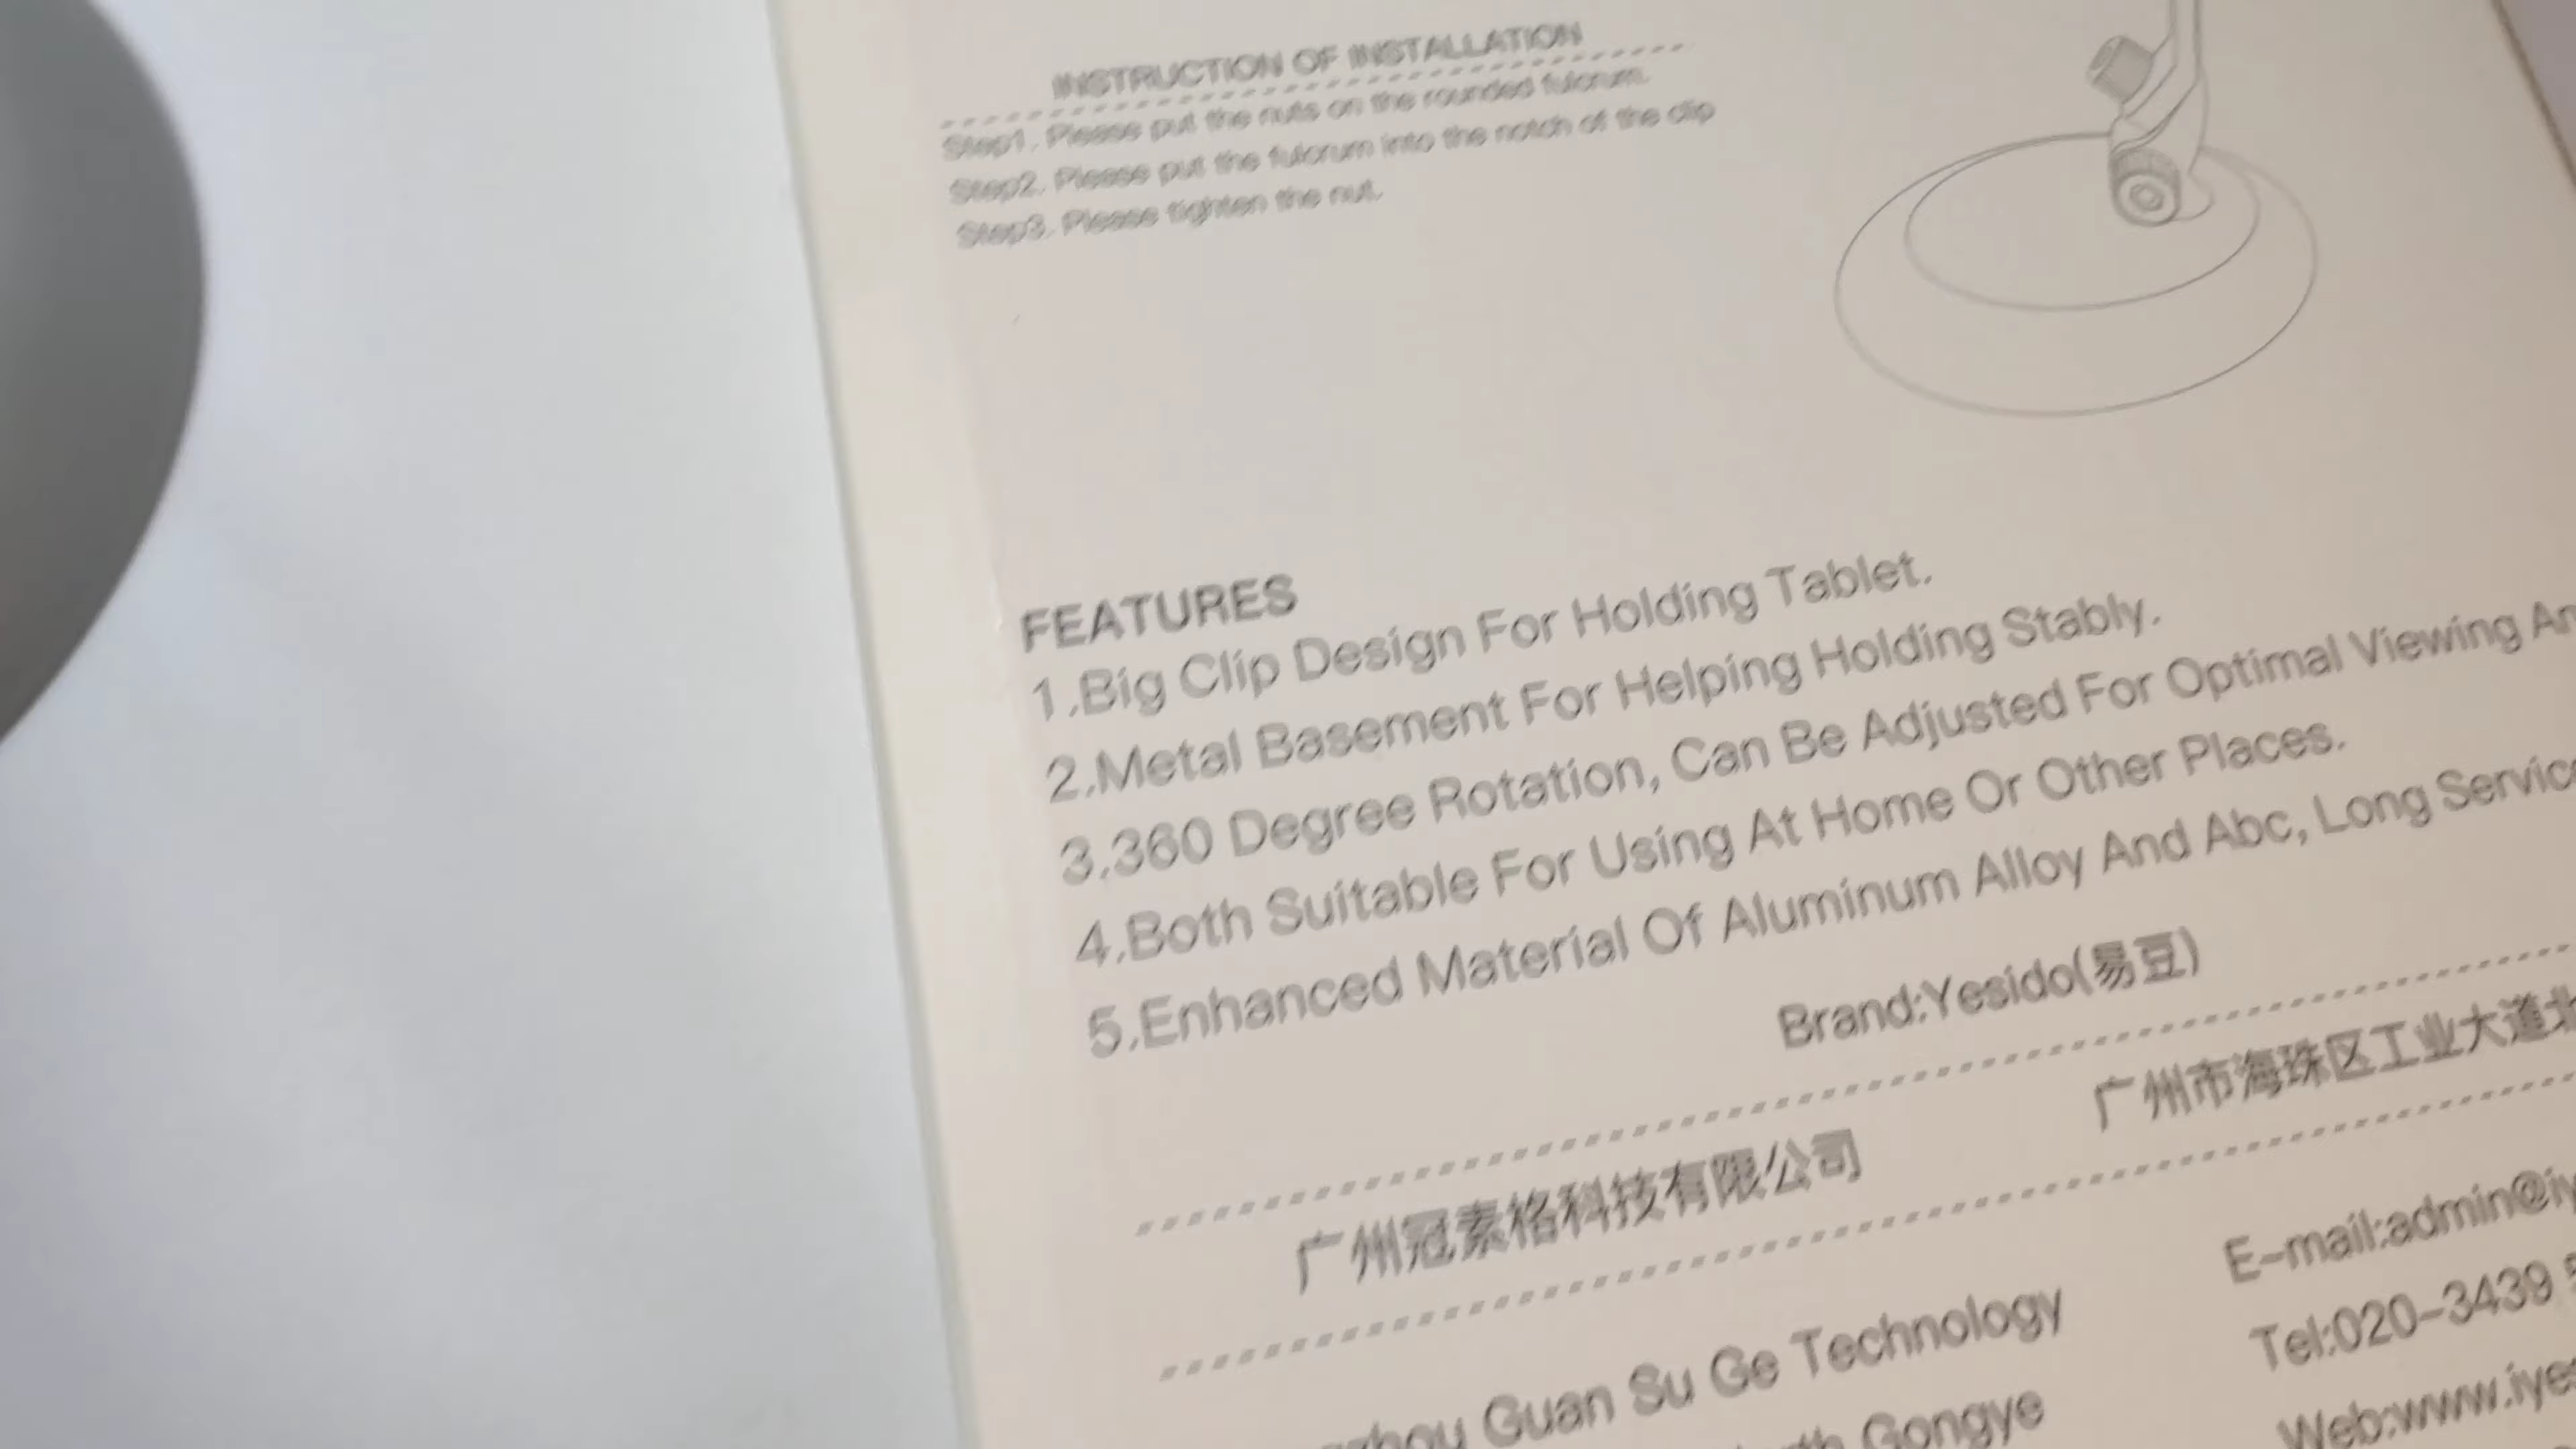 INSTRUCTION OF INSTALLATION
Step1. Please put the nuts on the rounded fulcrum.
Step2. Please put the fulcrum into the notch of the clip
Step3. Please tighten the nut.
FEATURES
1.Big Clip Design For Holding Tablet.
2.Metal Basement For Helping Holding Stably.
3.360 Degree Rotation, Can Be Adjusted For Optimal Viewing
4.Both Suitable For Using At Home Or Other Places.
5.Enhanced Material Of Aluminum Alloy And Abc, Long
Brand:Yesido(易豆)
广州市海珠区工业大道北
广州冠素格科技有限公司
E-mail:admin@iy
Tel:020-3439
Guan Su Ge Technology
Web:www.iyes
Gongye